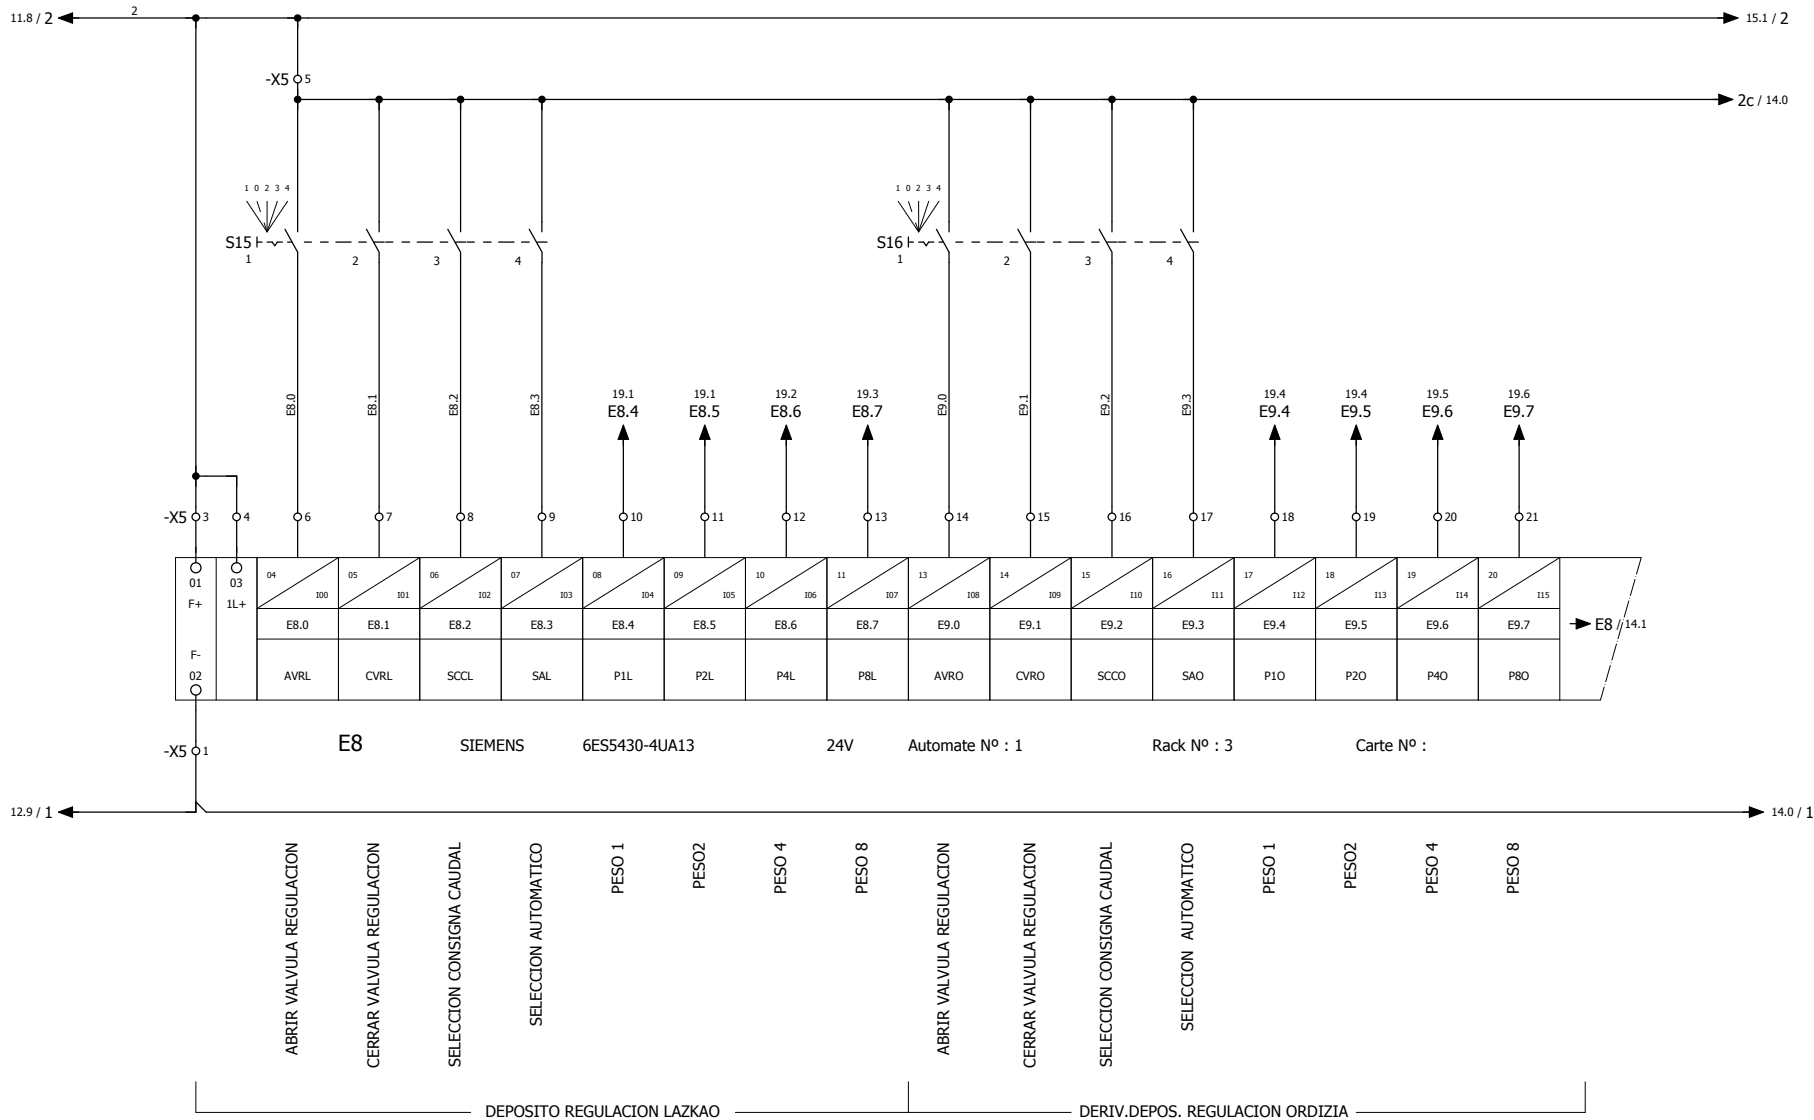 11.8 / 2
2
15.1 / 2
-X5 5
2c / 14.0
1 0 2 3 4
1 0 2 3 4
S15
1 2 3 4
S16
1 2 3 4
E8.0 E8.1 E8.2 E8.3
19.1 19.1 19.2 19.3
E8.4 E8.5 E8.6 E8.7
E9.0 E9.1 E9.2 E9.3
19.4 19.4 19.5 19.6
E9.4 E9.5 E9.6 E9.7
-X5 3 4 6 7 8 9 10 11 12 13 14 15 16 17 18 19 20 21
01 03 04 05 06 07 08 09 10 11 13 14 15 16 17 18 19 20
I00 I01 I02 I03 I04 I05 I06 I07 I08 I09 I10 I11 I12 I13 I14 I15
F+ 1L+
E8.0 E8.1 E8.2 E8.3 E8.4 E8.5 E8.6 E8.7 E9.0 E9.1 E9.2 E9.3 E9.4 E9.5 E9.6 E9.7
E8 / 14.1
F-
02
AVRL CVRL SCCL SAL P1L P2L P4L P8L AVRO CVRO SCCO SAO P1O P2O P4O P8O
-X5 1
E8 SIEMENS 6ES5430-4UA13 24V Automate Nº : 1 Rack Nº : 3 Carte Nº :
12.9 / 1
14.0 / 1
ABRIR VALVULA REGULACION
CERRAR VALVULA REGULACION
SELECCION CONSIGNA CAUDAL
SELECCION AUTOMATICO
PESO 1
PESO2
PESO 4
PESO 8
ABRIR VALVULA REGULACION
CERRAR VALVULA REGULACION
SELECCION CONSIGNA CAUDAL
SELECCION AUTOMATICO
PESO 1
PESO2
PESO 4
PESO 8
DEPOSITO REGULACION LAZKAO
DERIV.DEPOS. REGULACION ORDIZIA